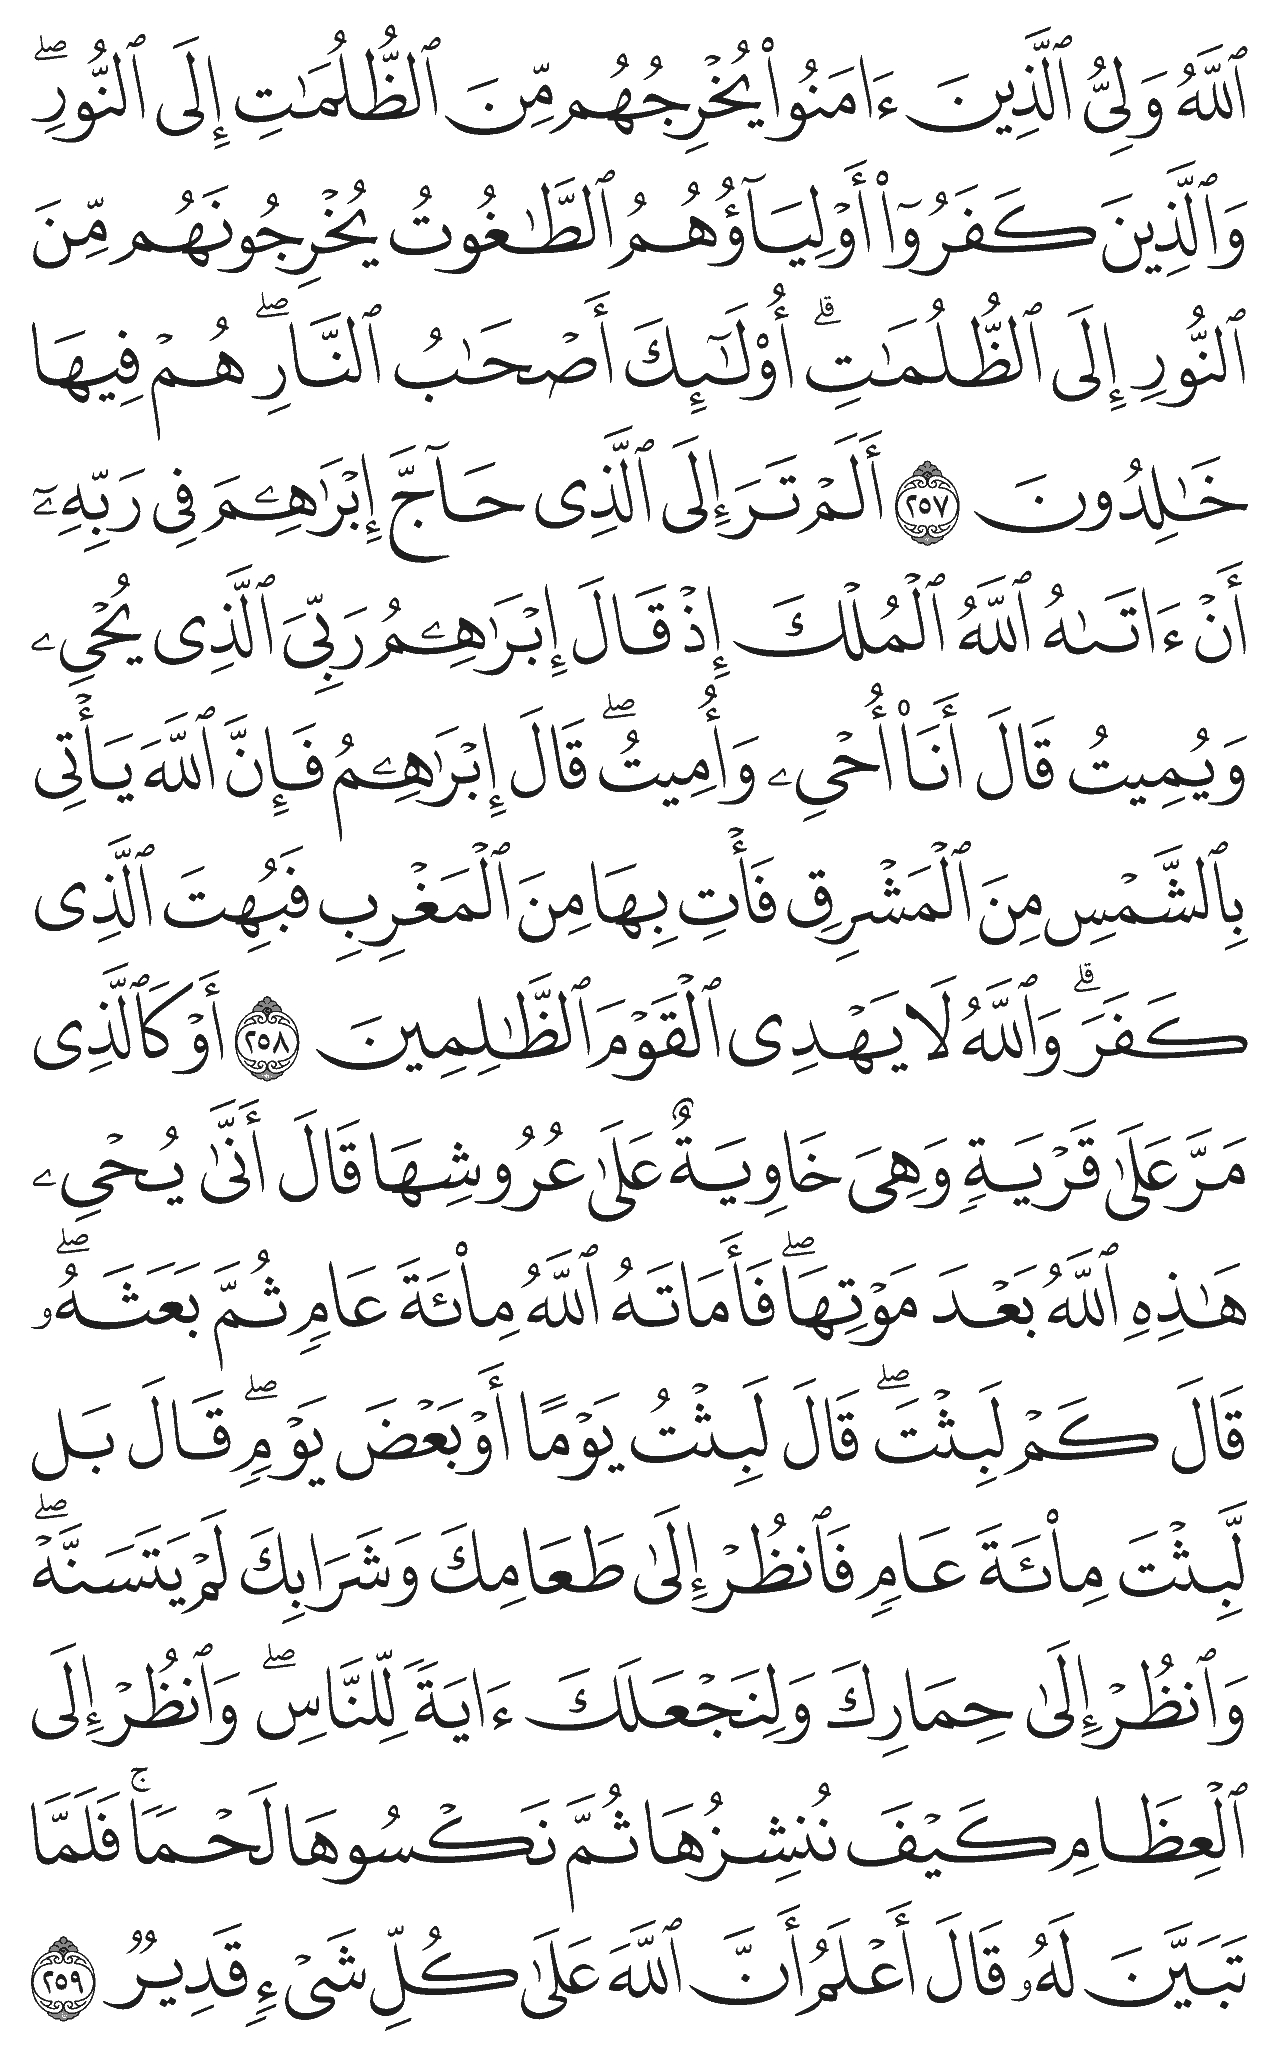 ٱللَّهُ وَلِىُّ ٱلَّذِينَ ءَامَنُوا۟ يُخْرِجُهُم مِّنَ ٱلظُّلُمَـٰتِ إِلَى ٱلنُّورِ ۖ
وَٱلَّذِينَ كَفَرُوٓا۟ أَوْلِيَآؤُهُمُ ٱلطَّـٰغُوتُ يُخْرِجُونَهُم مِّنَ
ٱلنُّورِ إِلَى ٱلظُّلُمَـٰتِ ۗ أُو۟لَـٰٓئِكَ أَصْحَـٰبُ ٱلنَّارِ ۖ هُمْ فِيهَا
خَـٰلِدُونَ ٢٥٧ أَلَمْ تَرَ إِلَى ٱلَّذِى حَآجَّ إِبْرَٰهِـۧمَ فِى رَبِّهِۦٓ
أَنْ ءَاتَىٰهُ ٱللَّهُ ٱلْمُلْكَ إِذْ قَالَ إِبْرَٰهِـۧمُ رَبِّىَ ٱلَّذِى يُحْىِۦ
وَيُمِيتُ قَالَ أَنَا۠ أُحْىِۦ وَأُمِيتُ ۖ قَالَ إِبْرَٰهِـۧمُ فَإِنَّ ٱللَّهَ يَأْتِى
بِٱلشَّمْسِ مِنَ ٱلْمَشْرِقِ فَأْتِ بِهَا مِنَ ٱلْمَغْرِبِ فَبُهِتَ ٱلَّذِى
كَفَرَ ۗ وَٱللَّهُ لَا يَهْدِى ٱلْقَوْمَ ٱلظَّـٰلِمِينَ ٢٥٨ أَوْ كَٱلَّذِى
مَرَّ عَلَىٰ قَرْيَةٍ وَهِىَ خَاوِيَةٌ عَلَىٰ عُرُوشِهَا قَالَ أَنَّىٰ يُحْىِۦ
هَـٰذِهِ ٱللَّهُ بَعْدَ مَوْتِهَا ۖ فَأَمَاتَهُ ٱللَّهُ مِا۟ئَةَ عَامٍ ثُمَّ بَعَثَهُۥ ۖ
قَالَ كَمْ لَبِثْتَ ۖ قَالَ لَبِثْتُ يَوْمًا أَوْ بَعْضَ يَوْمٍ ۖ قَالَ بَل
لَّبِثْتَ مِا۟ئَةَ عَامٍ فَٱنظُرْ إِلَىٰ طَعَامِكَ وَشَرَابِكَ لَمْ يَتَسَنَّهْ ۖ
وَٱنظُرْ إِلَىٰ حِمَارِكَ وَلِنَجْعَلَكَ ءَايَةً لِّلنَّاسِ ۖ وَٱنظُرْ إِلَى
ٱلْعِظَامِ كَيْفَ نُنشِزُهَا ثُمَّ نَكْسُوهَا لَحْمًا ۚ فَلَمَّا
تَبَيَّنَ لَهُۥ قَالَ أَعْلَمُ أَنَّ ٱللَّهَ عَلَىٰ كُلِّ شَىْءٍ قَدِيرٌ ٢٥٩